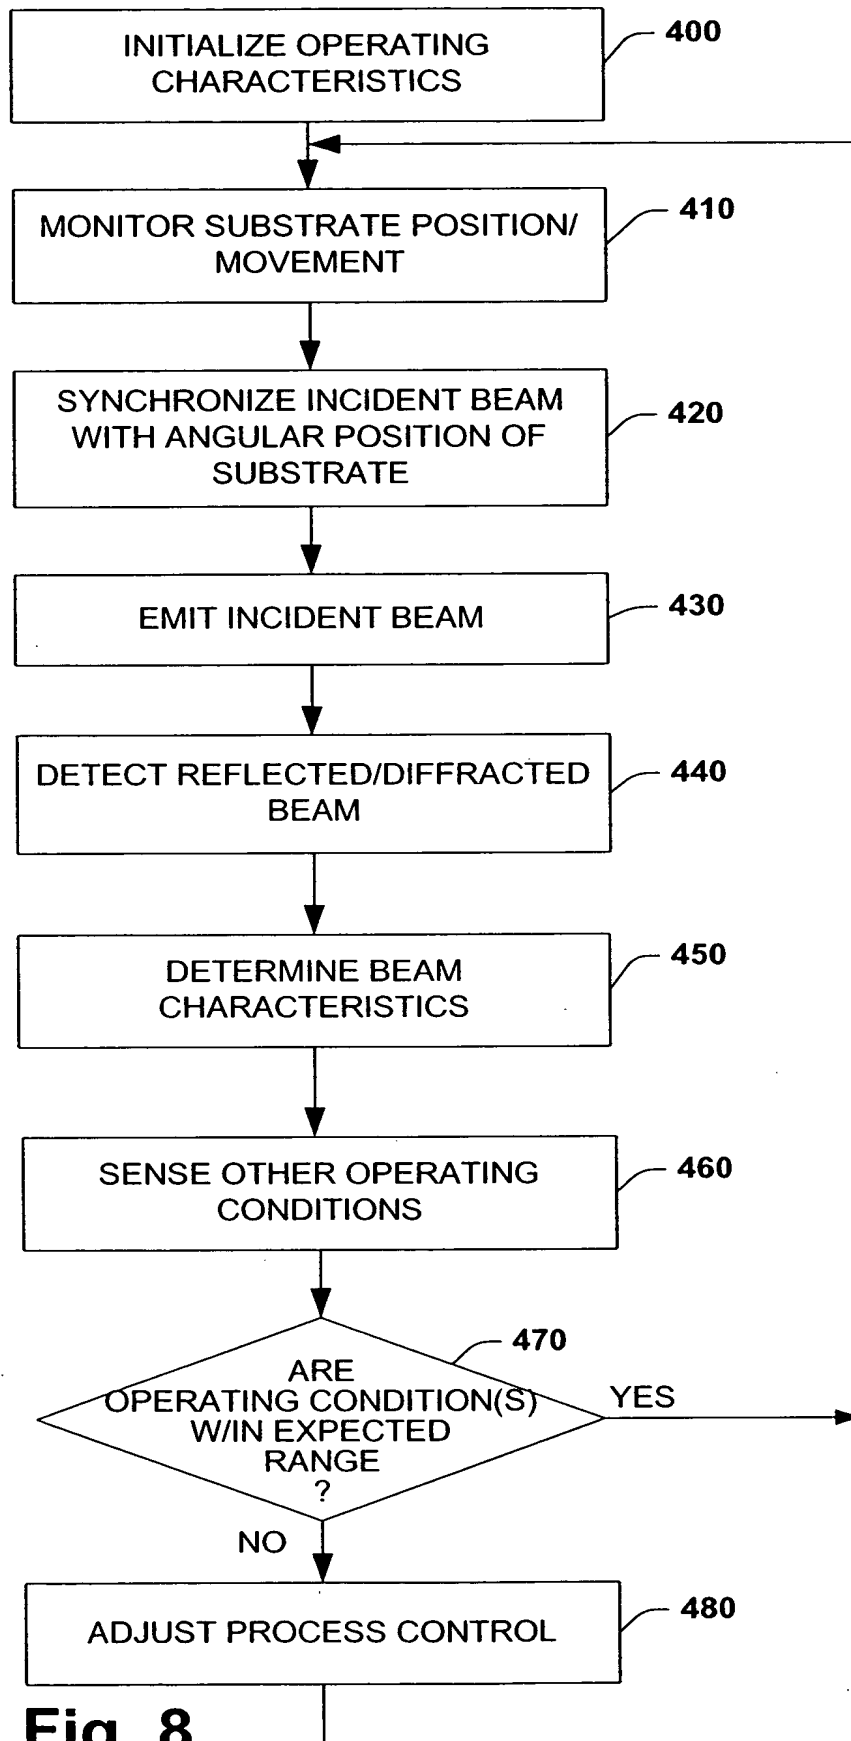 INITIALIZE OPERATING
CHARACTERISTICS
400
MONITOR SUBSTRATE POSITION/
MOVEMENT
410
SYNCHRONIZE INCIDENT BEAM
WITH ANGULAR POSITION OF
SUBSTRATE
420
EMIT INCIDENT BEAM
430
DETECT REFLECTED/DIFFRACTED
BEAM
440
DETERMINE BEAM
CHARACTERISTICS
450
SENSE OTHER OPERATING
CONDITIONS
460
470
ARE
OPERATING CONDITION(S)
W/IN EXPECTED
RANGE
?
YES
NO
ADJUST PROCESS CONTROL
480
Fig. 8